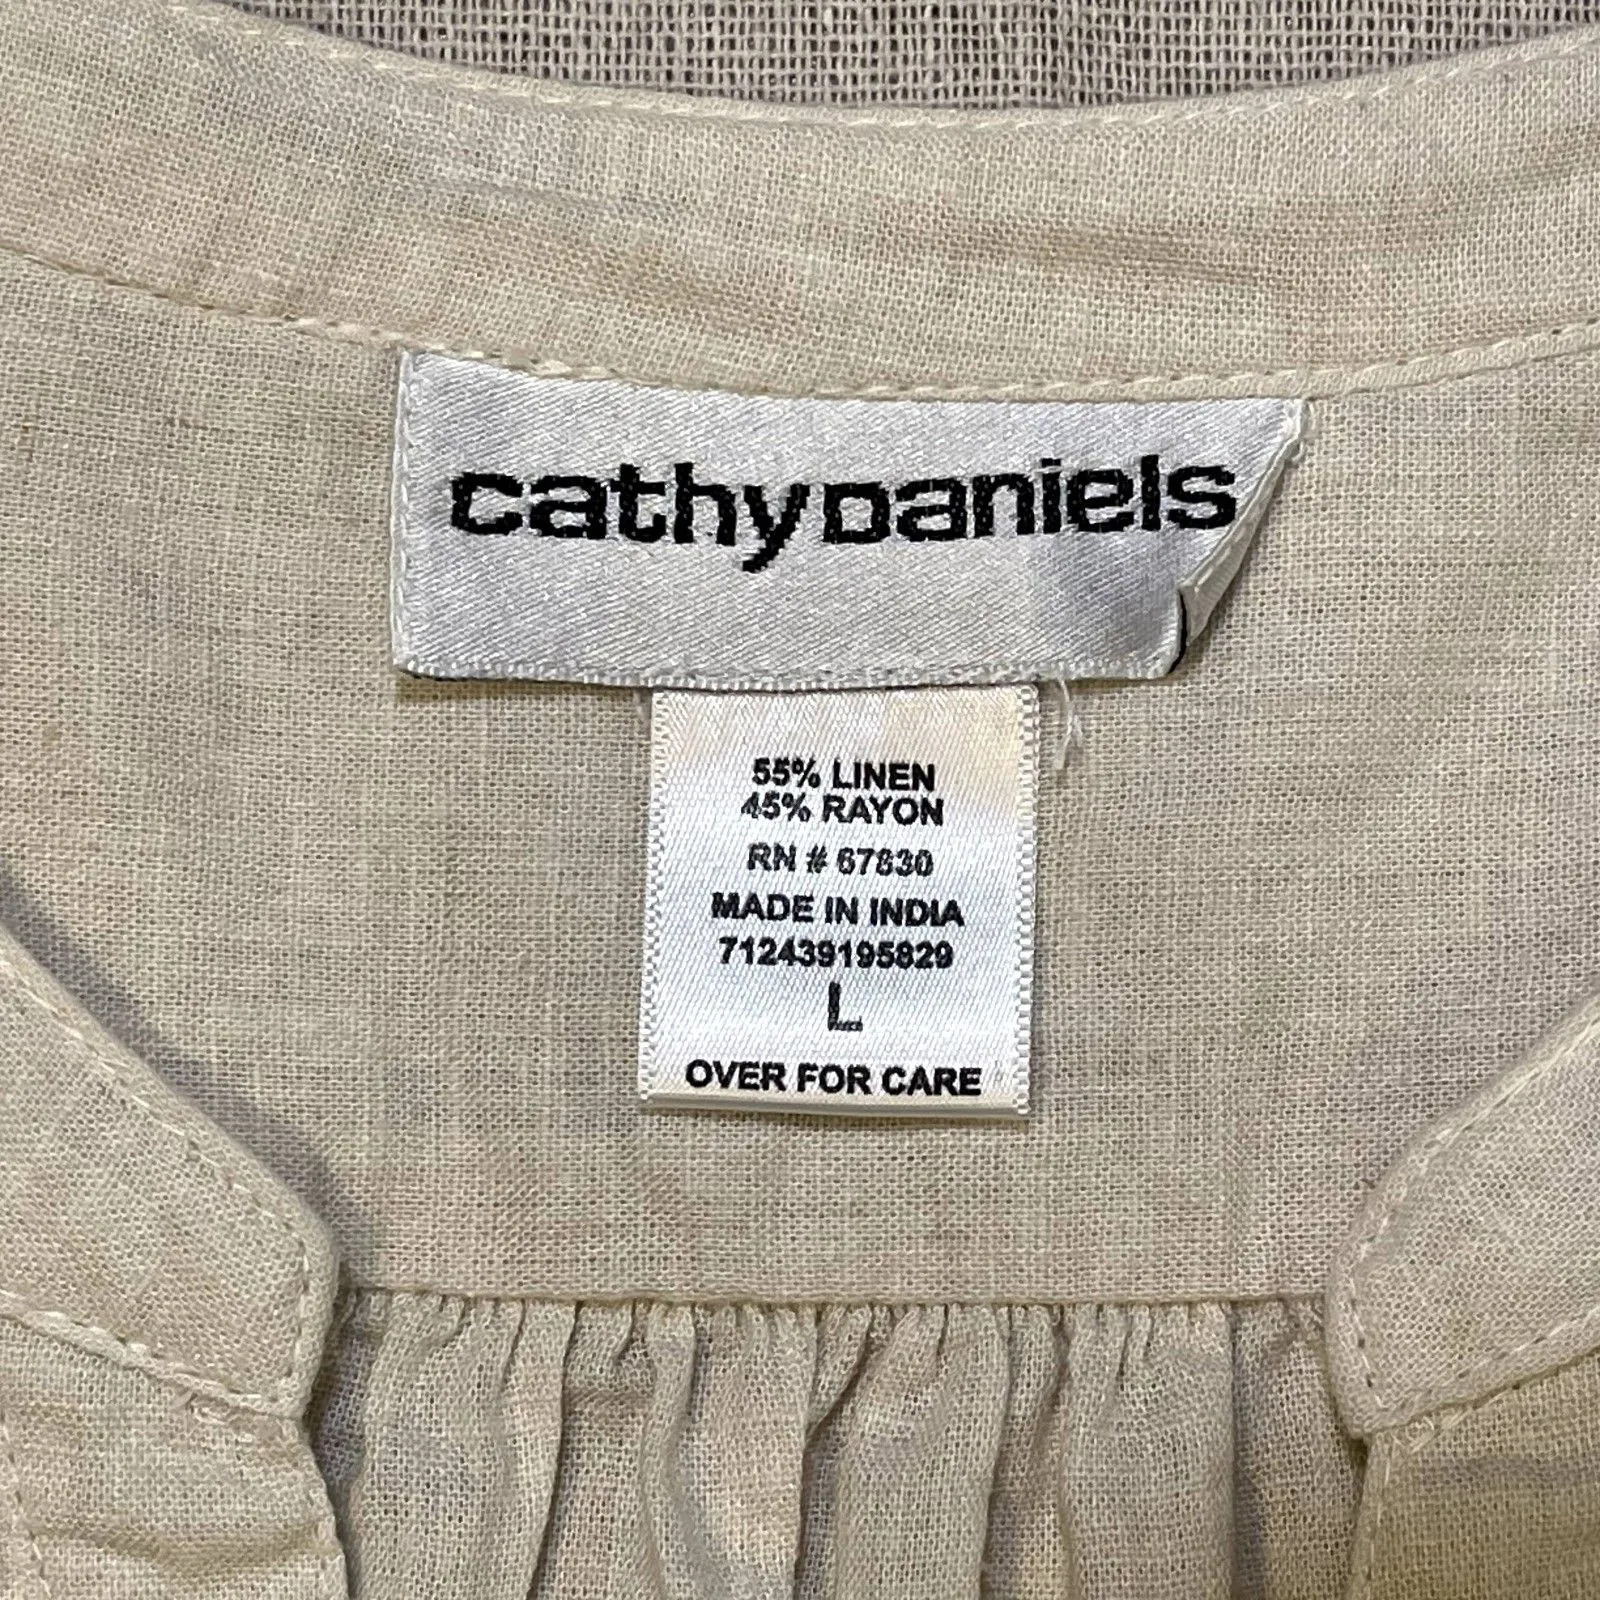 cathy Daniels
55% LINEN
45% RAYON
RN # 67830
MADE IN INDIA
712439195829
L
OVER FOR CARE